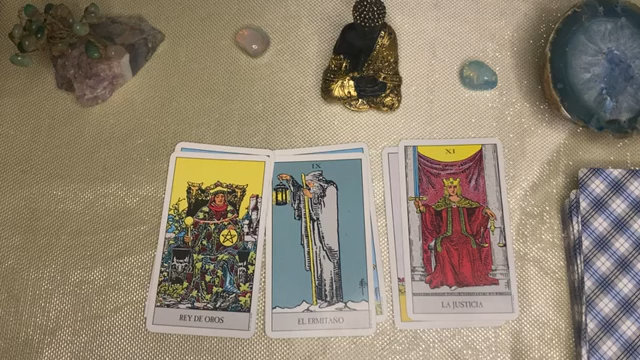 REY DE OROS
IX
EL ERMITAÑO
XI
LA JUSTICIA